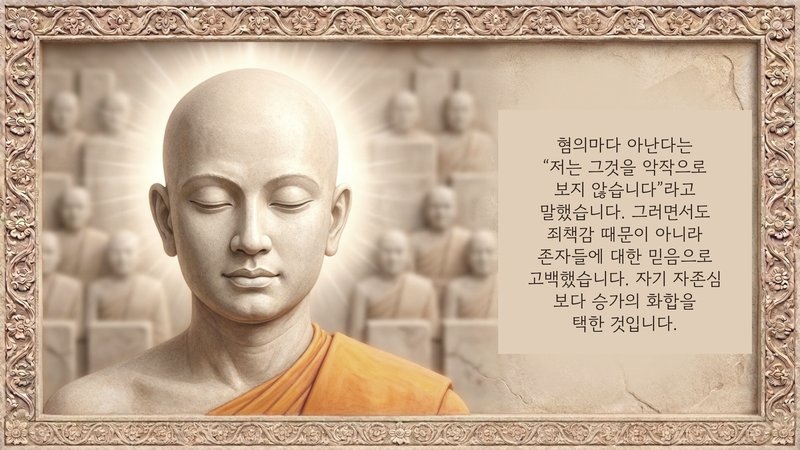 혐의마다 아난다는
“저는 그것을 악작으로
보지 않습니다”라고
말했습니다. 그러면서도
죄책감 때문이 아니라
존자들에 대한 믿음으로
고백했습니다. 자기 자존심
보다 승가의 화합을
택한 것입니다.